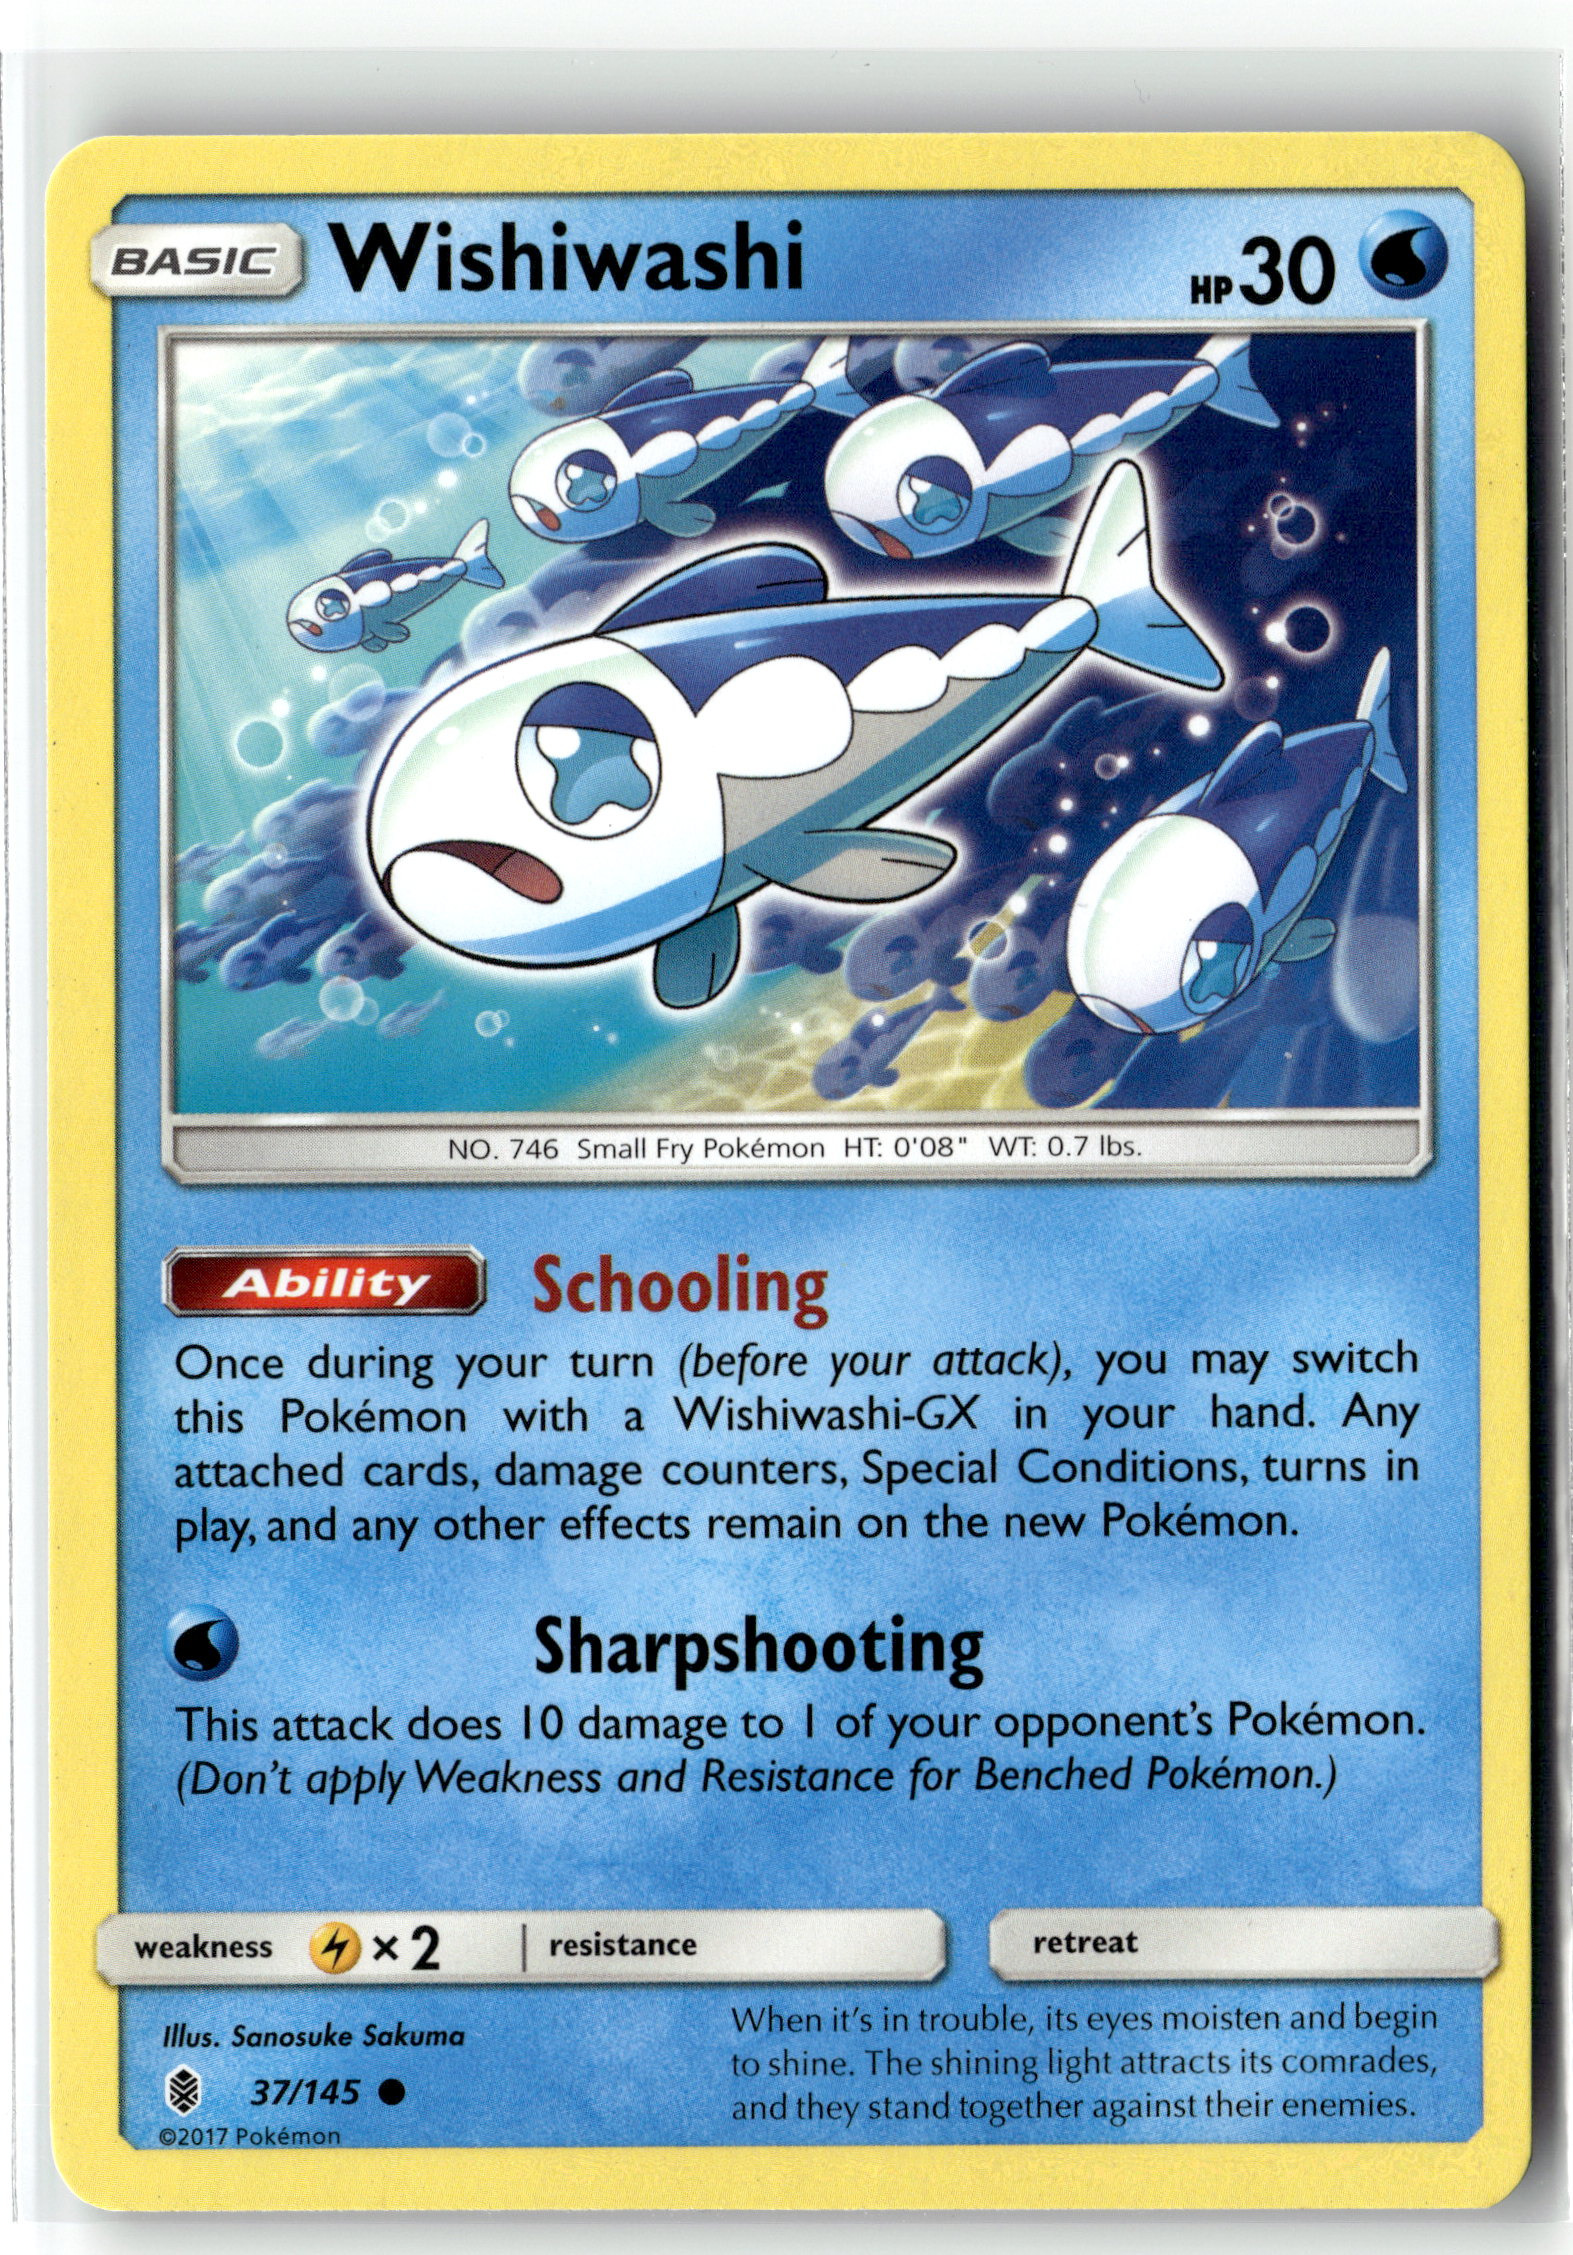 BASIC Wishiwashi HP 30
NO. 746 Small Fry Pokémon HT: 0'08" WT: 0.7 lbs.
Ability Schooling
Once during your turn (before your attack), you may switch
this Pokémon with a Wishiwashi-GX in your hand. Any
attached cards, damage counters, Special Conditions, turns in
play, and any other effects remain on the new Pokémon.
Sharpshooting
This attack does 10 damage to 1 of your opponent's Pokémon.
(Don't apply Weakness and Resistance for Benched Pokémon.)
weakness ×2 resistance retreat
Illus. Sanosuke Sakuma
37/145
©2017 Pokémon
When it's in trouble, its eyes moisten and begin
to shine. The shining light attracts its comrades,
and they stand together against their enemies.